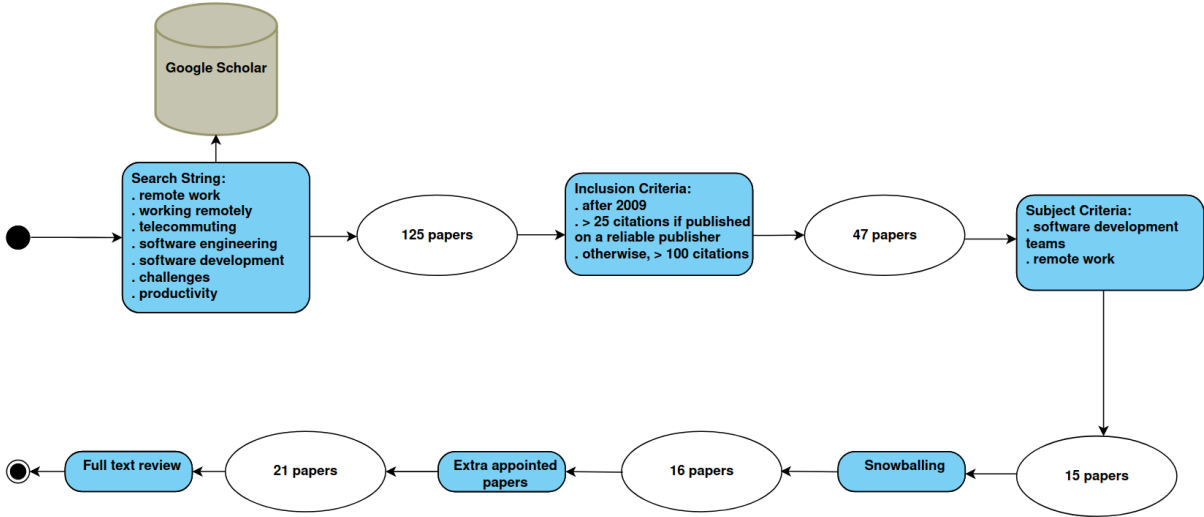 Google Scholar
Search String:
. remote work
. working remotely
. telecommuting
. software engineering
. software development
. challenges
. productivity
125 papers
Inclusion Criteria:
. after 2009
. > 25 citations if published
on a reliable publisher
. otherwise, > 100 citations
47 papers
Subject Criteria:
. software development
teams
. remote work
15 papers
Snowballing
16 papers
Extra appointed
papers
21 papers
Full text review